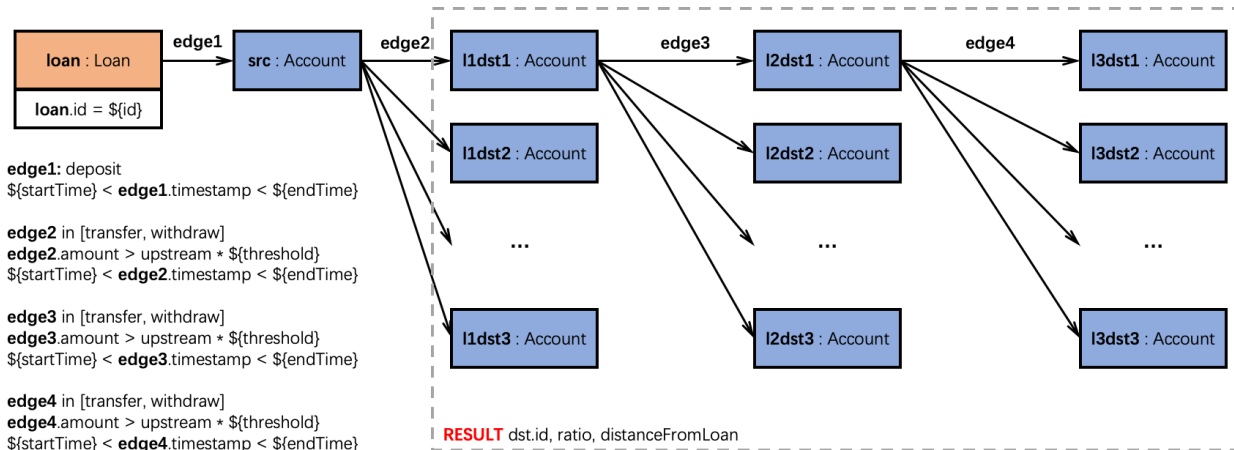 edge1
edge2
edge3
edge4
loan : Loan
src : Account
l1dst1 : Account
l2dst1 : Account
l3dst1 : Account
loan.id = ${id}
l1dst2 : Account
l2dst2 : Account
l3dst2 : Account
edge1: deposit
${startTime} < edge1.timestamp < ${endTime}
edge2 in [transfer, withdraw]
edge2.amount > upstream * ${threshold}
${startTime} < edge2.timestamp < ${endTime}
...
...
...
edge3 in [transfer, withdraw]
edge3.amount > upstream * ${threshold}
${startTime} < edge3.timestamp < ${endTime}
l1dst3 : Account
l2dst3 : Account
l3dst3 : Account
edge4 in [transfer, withdraw]
edge4.amount > upstream * ${threshold}
${startTime} < edge4.timestamp < ${endTime}
RESULT dst.id, ratio, distanceFromLoan